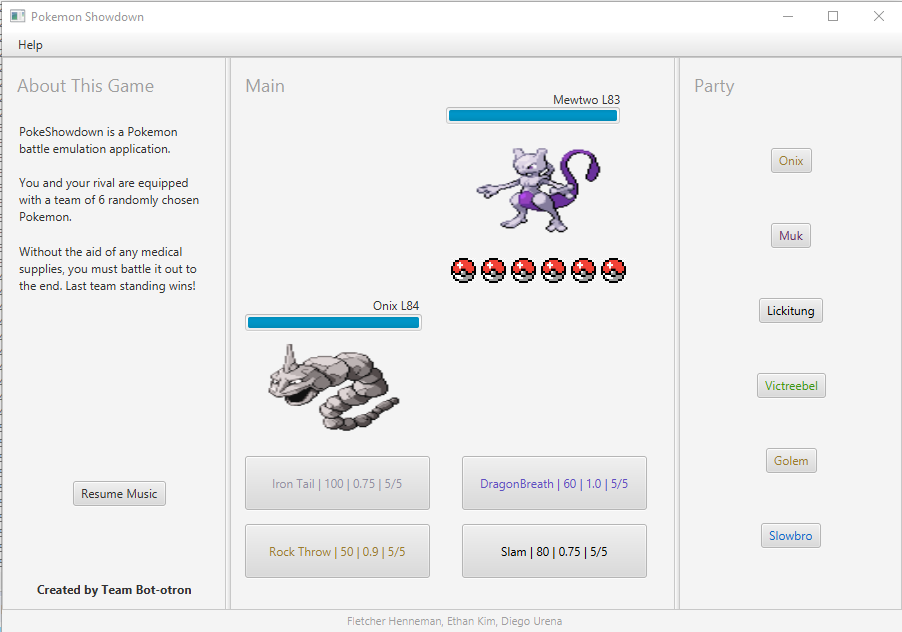 Pokemon Showdown
Help
About This Game
PokeShowdown is a Pokemon
battle emulation application.
You and your rival are equipped
with a team of 6 randomly chosen
Pokemon.
Without the aid of any medical
supplies, you must battle it out to
the end. Last team standing wins!
Resume Music
Created by Team Bot-otron
Main
Mewtwo L83
Onix L84
Iron Tail | 100 | 0.75 | 5/5
DragonBreath | 60 | 1.0 | 5/5
Rock Throw | 50 | 0.9 | 5/5
Slam | 80 | 0.75 | 5/5
Party
Onix
Muk
Lickitung
Victreebel
Golem
Slowbro
Fletcher Henneman, Ethan Kim, Diego Urena